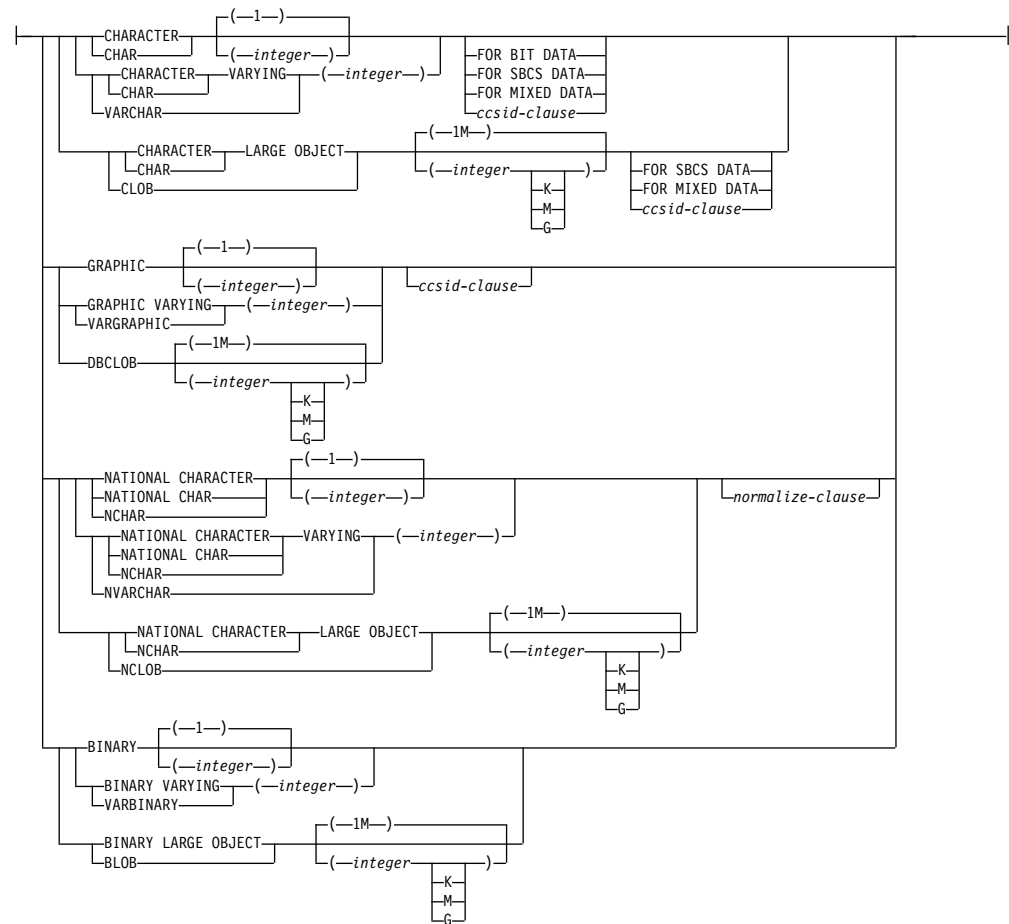 (—1—)
CHARACTER
CHAR (—integer—)
CHARACTER VARYING (—integer—) FOR BIT DATA
CHAR FOR SBCS DATA
VARCHAR FOR MIXED DATA
ccsid-clause
(—1M—)
CHARACTER LARGE OBJECT
CHAR (—integer ) FOR SBCS DATA
CLOB K FOR MIXED DATA
M ccsid-clause
G
(—1—)
GRAPHIC
(—integer—) ccsid-clause
GRAPHIC VARYING (—integer—)
VARGRAPHIC
(—1M—)
DBCLOB
(—integer )
K
M
G
(—1—)
NATIONAL CHARACTER
NATIONAL CHAR (—integer—) normalize-clause
NCHAR
NATIONAL CHARACTER VARYING (—integer—)
NATIONAL CHAR
NCHAR
NVARCHAR
(—1M—)
NATIONAL CHARACTER LARGE OBJECT
NCHAR (—integer )
NCLOB K
M
G
(—1—)
BINARY
(—integer—)
BINARY VARYING (—integer—)
VARBINARY
(—1M—)
BINARY LARGE OBJECT
BLOB (—integer )
K
M
G